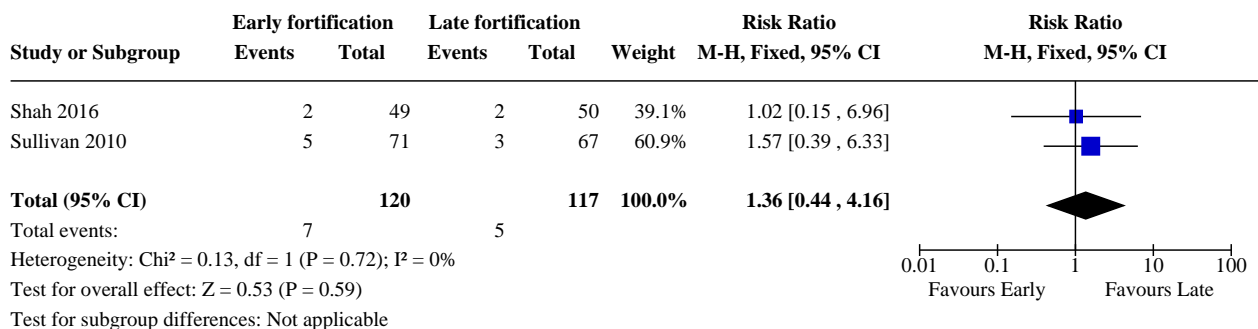 Early fortification Late fortification Risk Ratio Risk Ratio
Study or Subgroup Events Total Events Total Weight M-H, Fixed, 95% CI M-H, Fixed, 95% CI
Shah 2016 2 49 2 50 39.1% 1.02 [0.15 , 6.96]
Sullivan 2010 5 71 3 67 60.9% 1.57 [0.39 , 6.33]
Total (95% CI) 120 117 100.0% 1.36 [0.44 , 4.16]
Total events: 7 5
Heterogeneity: Chi² = 0.13, df = 1 (P = 0.72); I² = 0%
Test for overall effect: Z = 0.53 (P = 0.59)
Test for subgroup differences: Not applicable
0.01 0.1 1 10 100
Favours Early Favours Late